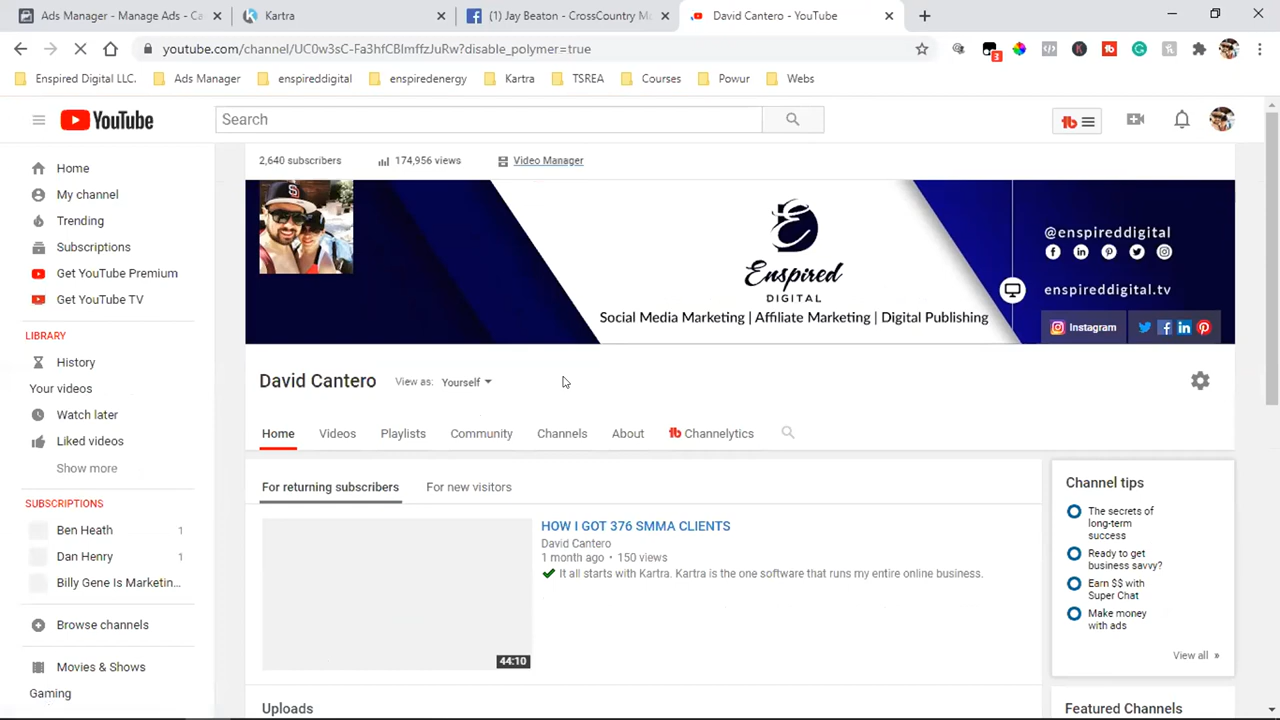 Ads Manager - Manage Ads - Ca
Kartra
(1) Jay Beaton - CrossCountry Mo
David Cantero - YouTube
youtube.com/channel/UC0w3sC-Fa3hfCBlmffzJuRw?disable_polymer=true
3
Enspired Digital LLC.
Ads Manager
enspireddigital
enspiredenergy
Kartra
TSREA
Courses
Powur
Webs
YouTube
Search
tb
Home
My channel
Trending
Subscriptions
Get YouTube Premium
Get YouTube TV
LIBRARY
History
Your videos
Watch later
Liked videos
Show more
SUBSCRIPTIONS
Ben Heath 1
Dan Henry 1
Billy Gene Is Marketin...
Browse channels
Movies & Shows
Gaming
2,640 subscribers
174,956 views
Video Manager
E
Enspired
DIGITAL
Social Media Marketing | Affiliate Marketing | Digital Publishing
@enspireddigital
enspireddigital.tv
Instagram
David Cantero
View as: Yourself
Home
Videos
Playlists
Community
Channels
About
tb Channelytics
For returning subscribers
For new visitors
HOW I GOT 376 SMMA CLIENTS
David Cantero
1 month ago • 150 views
It all starts with Kartra. Kartra is the one software that runs my entire online business.
44:10
Uploads
Channel tips
The secrets of
long-term
success
Ready to get
business savvy?
Earn $$ with
Super Chat
Make money
with ads
View all »
Featured Channels